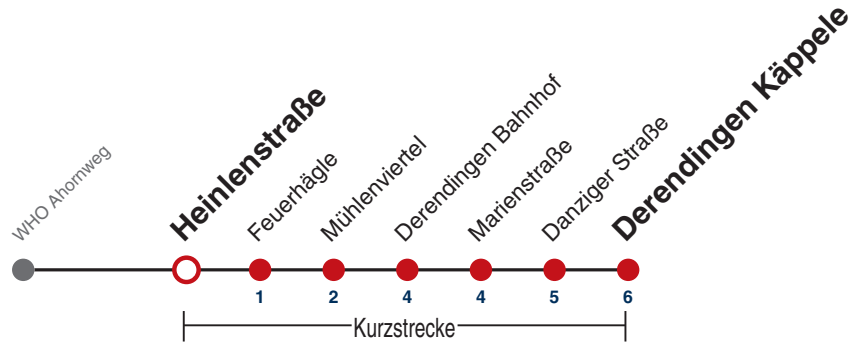 WHO Ahornweg
Heinlenstraße
Feuerhägle
Mühlenviertel
Derendingen Bahnhof
Marienstraße
Danziger Straße
Derendingen Käppele
1 2 4 4 5 6
Kurzstrecke